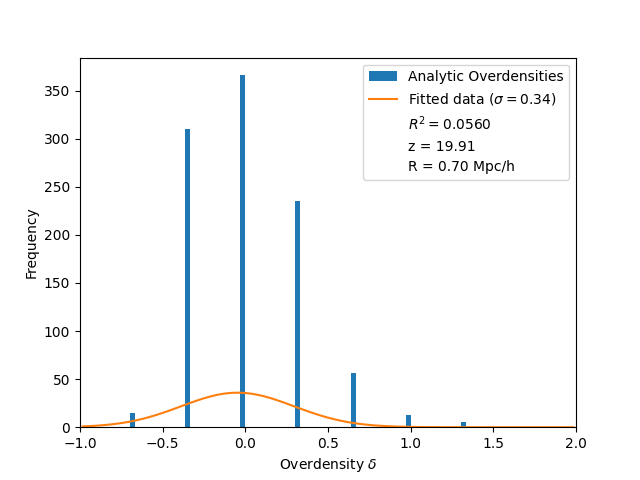 Analytic Overdensities
Fitted data (σ = 0.34)
R² = 0.0560
z = 19.91
R = 0.70 Mpc/h
350
300
250
200
150
100
50
0
Frequency
−1.0 −0.5 0.0 0.5 1.0 1.5 2.0
Overdensity δ